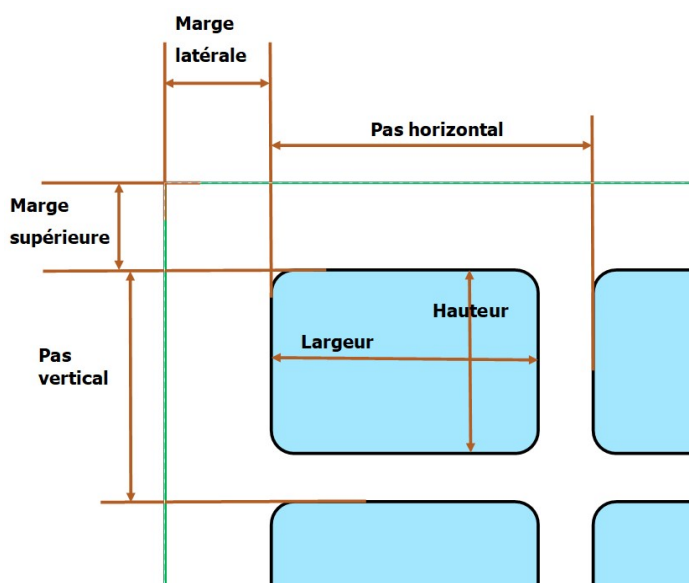 Marge
latérale
Pas horizontal
Marge
supérieure
Hauteur
Largeur
Pas
vertical